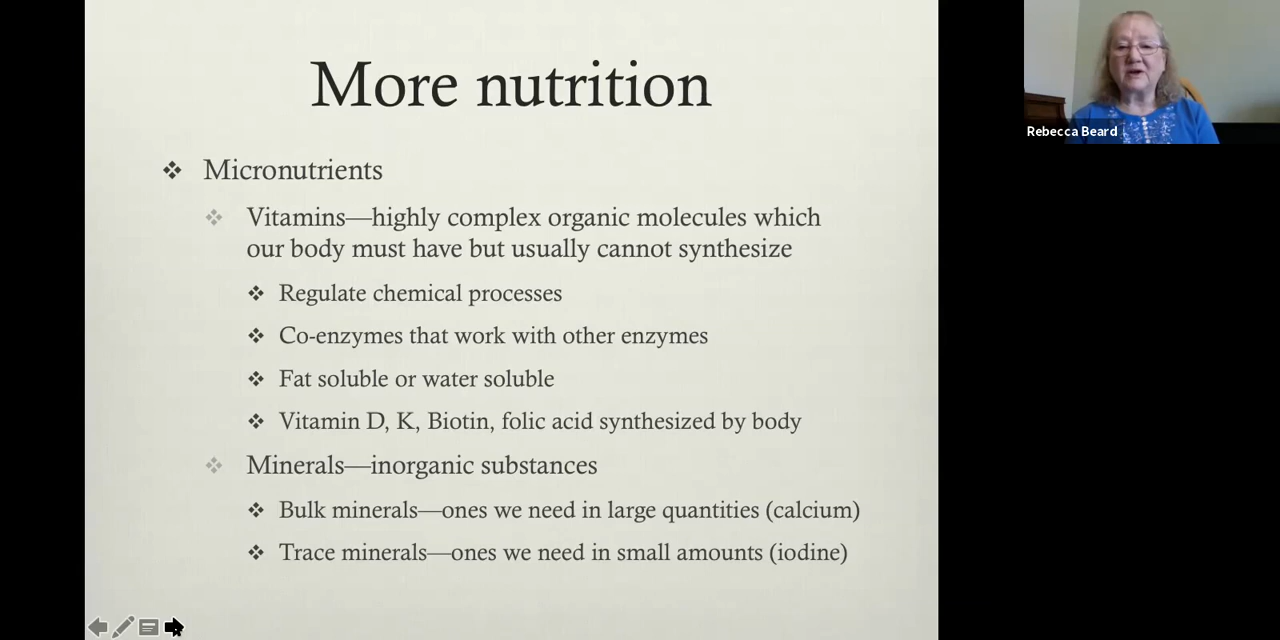 More nutrition
Micronutrients
Vitamins—highly complex organic molecules which
our body must have but usually cannot synthesize
Regulate chemical processes
Co-enzymes that work with other enzymes
Fat soluble or water soluble
Vitamin D, K, Biotin, folic acid synthesized by body
Minerals—inorganic substances
Bulk minerals—ones we need in large quantities (calcium)
Trace minerals—ones we need in small amounts (iodine)
Rebecca Beard